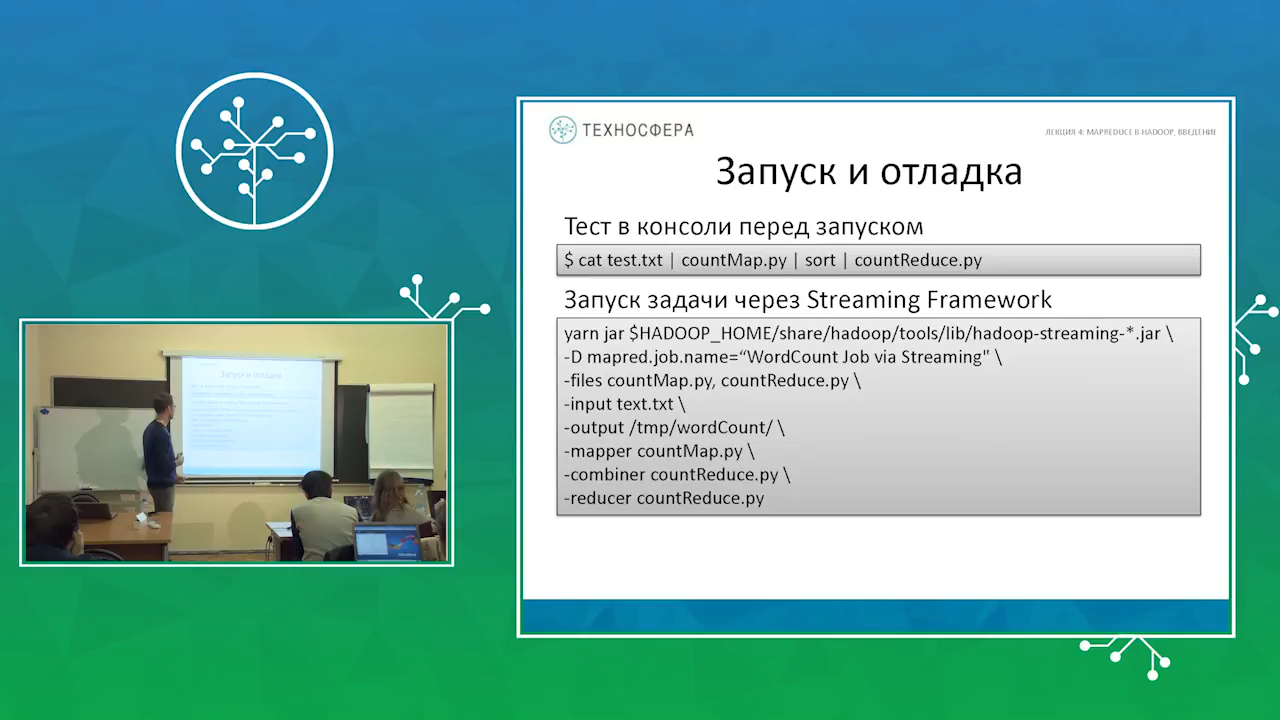 ТЕХНОСФЕРА
ЛЕКЦИЯ 4: MAPREDUCE В HADOOP, ВВЕДЕНИЕ
Запуск и отладка
Тест в консоли перед запуском
$ cat test.txt | countMap.py | sort | countReduce.py
Запуск задачи через Streaming Framework
yarn jar $HADOOP_HOME/share/hadoop/tools/lib/hadoop-streaming-*.jar \
-D mapred.job.name=“WordCount Job via Streaming" \
-files countMap.py, countReduce.py \
-input text.txt \
-output /tmp/wordCount/ \
-mapper countMap.py \
-combiner countReduce.py \
-reducer countReduce.py
Запуск и отладка